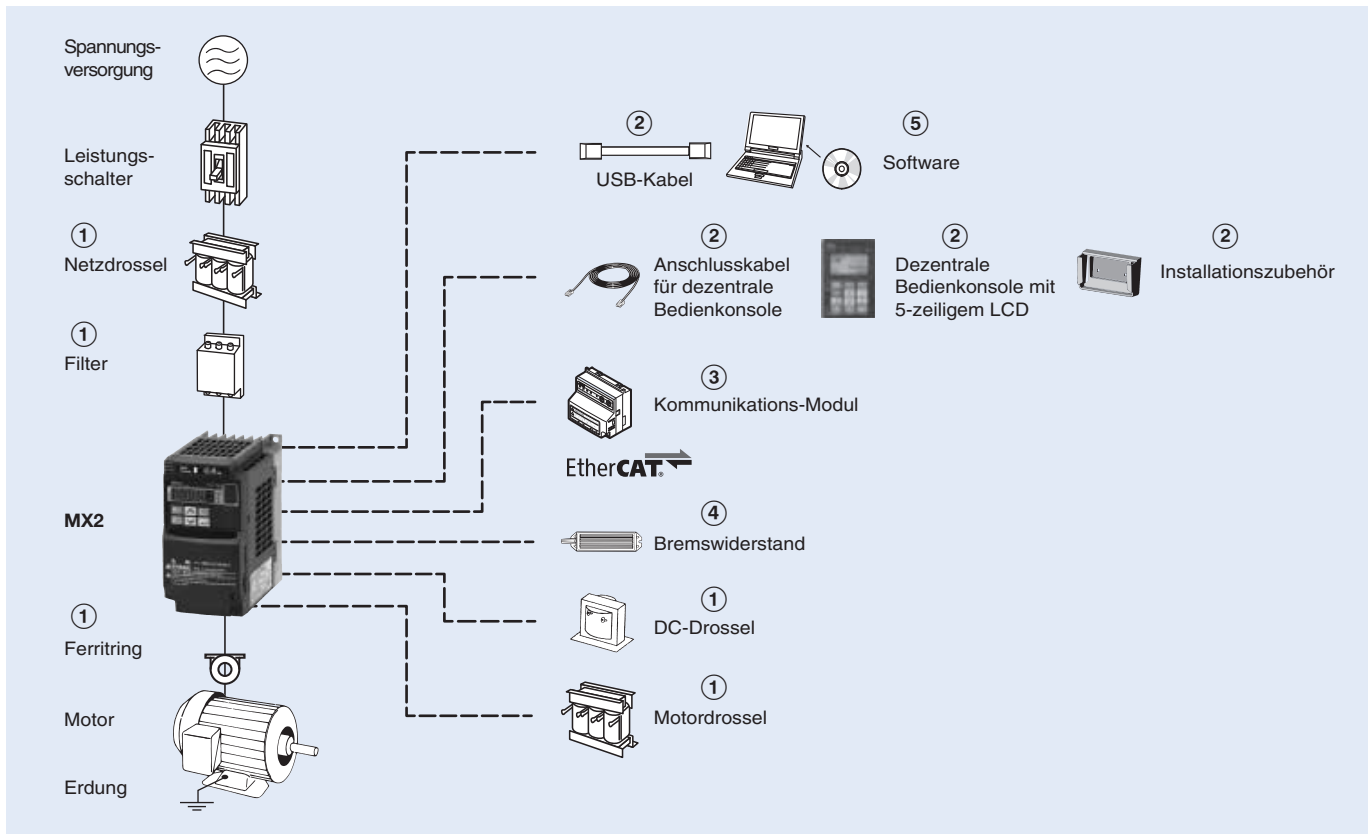 Spannungs-
versorgung
Leistungs-
schalter
①
Netzdrossel
①
Filter
MX2
①
Ferritring
Motor
Erdung
②
USB-Kabel
⑤
Software
②
Anschlusskabel
für dezentrale
Bedienkonsole
②
Dezentrale
Bedienkonsole mit
5-zeiligem LCD
②
Installationszubehör
③
Kommunikations-Modul
EtherCAT®
④
Bremswiderstand
①
DC-Drossel
①
Motordrossel